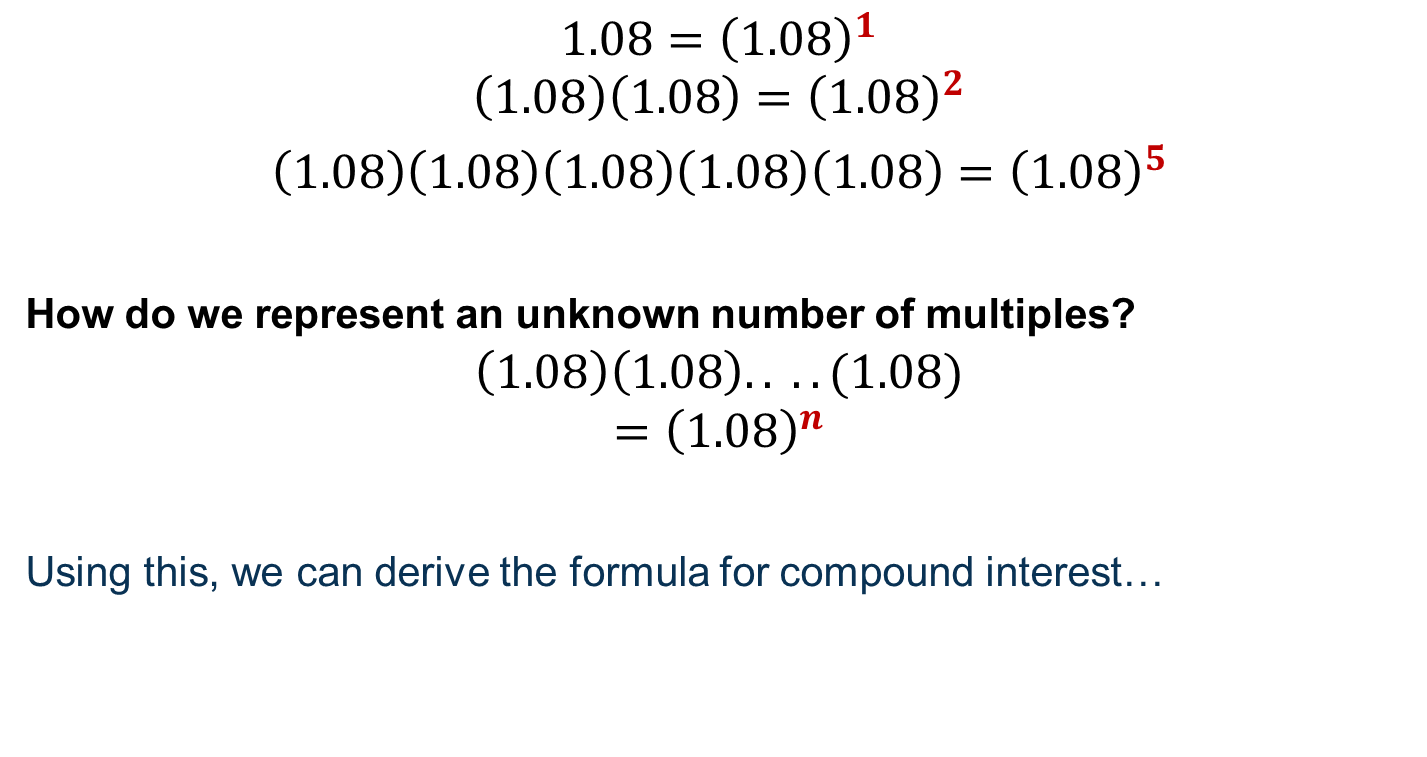 1.08 = (1.08)¹
(1.08)(1.08) = (1.08)²
(1.08)(1.08)(1.08)(1.08)(1.08) = (1.08)⁵
How do we represent an unknown number of multiples?
(1.08)(1.08).. ..(1.08)
= (1.08)ⁿ
Using this, we can derive the formula for compound interest…